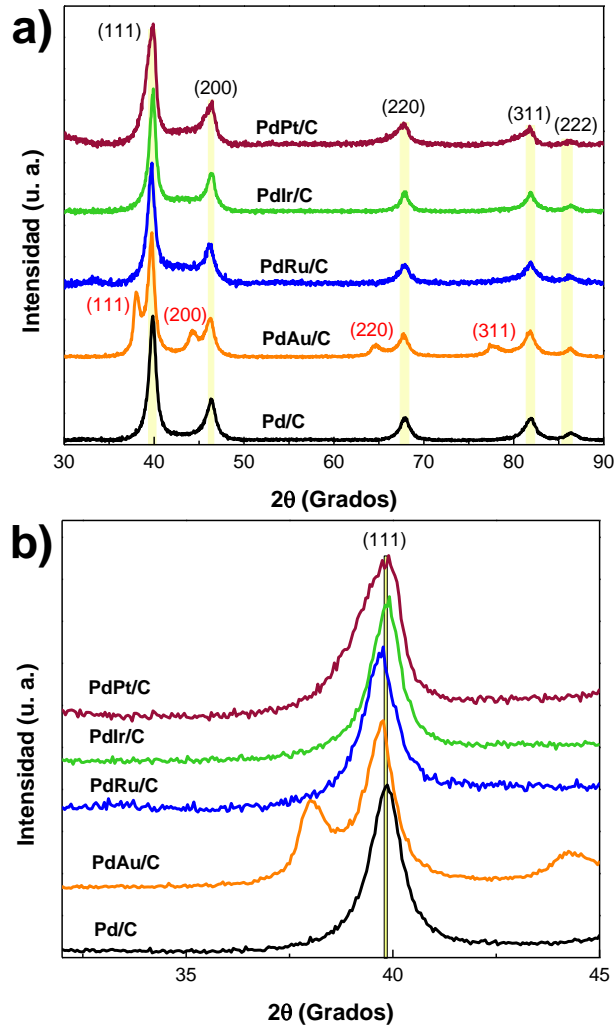 a)
(111)
(200)
(220)
(311)
(222)
PdPt/C
PdIr/C
PdRu/C
(111)
(200)
(220)
(311)
PdAu/C
Pd/C
Intensidad (u. a.)
30 40 50 60 70 80 90
2θ (Grados)
b)
(111)
PdPt/C
PdIr/C
PdRu/C
PdAu/C
Pd/C
Intensidad (u. a.)
35 40 45
2θ (Grados)